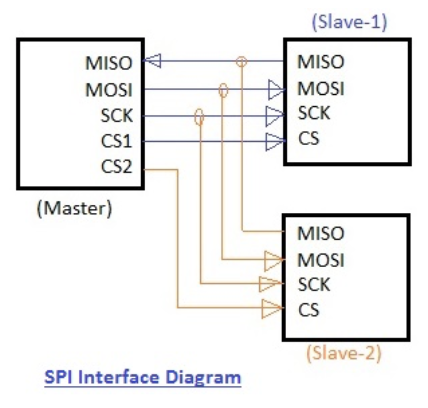 (Slave-1)
MISO
MOSI
SCK
CS1
CS2
(Master)
MISO
MOSI
SCK
CS
MISO
MOSI
SCK
CS
(Slave-2)
SPI Interface Diagram